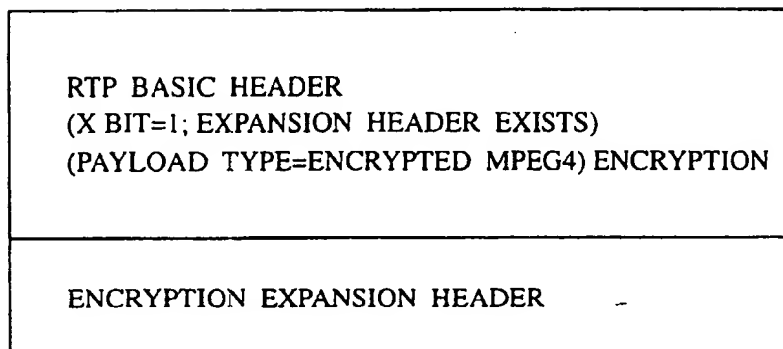 RTP BASIC HEADER
(X BIT=1; EXPANSION HEADER EXISTS)
(PAYLOAD TYPE=ENCRYPTED MPEG4) ENCRYPTION
ENCRYPTION EXPANSION HEADER